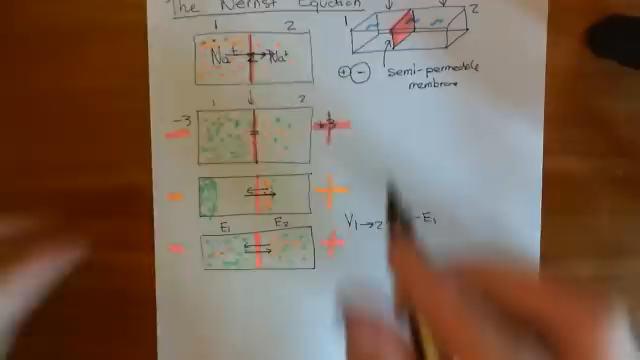 The Nernst Equation
1 2
1 2
Na⁺ Na⁺
+ −
semi-permeable
membrane
1 2
−3
− +
− +
E₁ E₂
− +
V₁→₂ −E₁